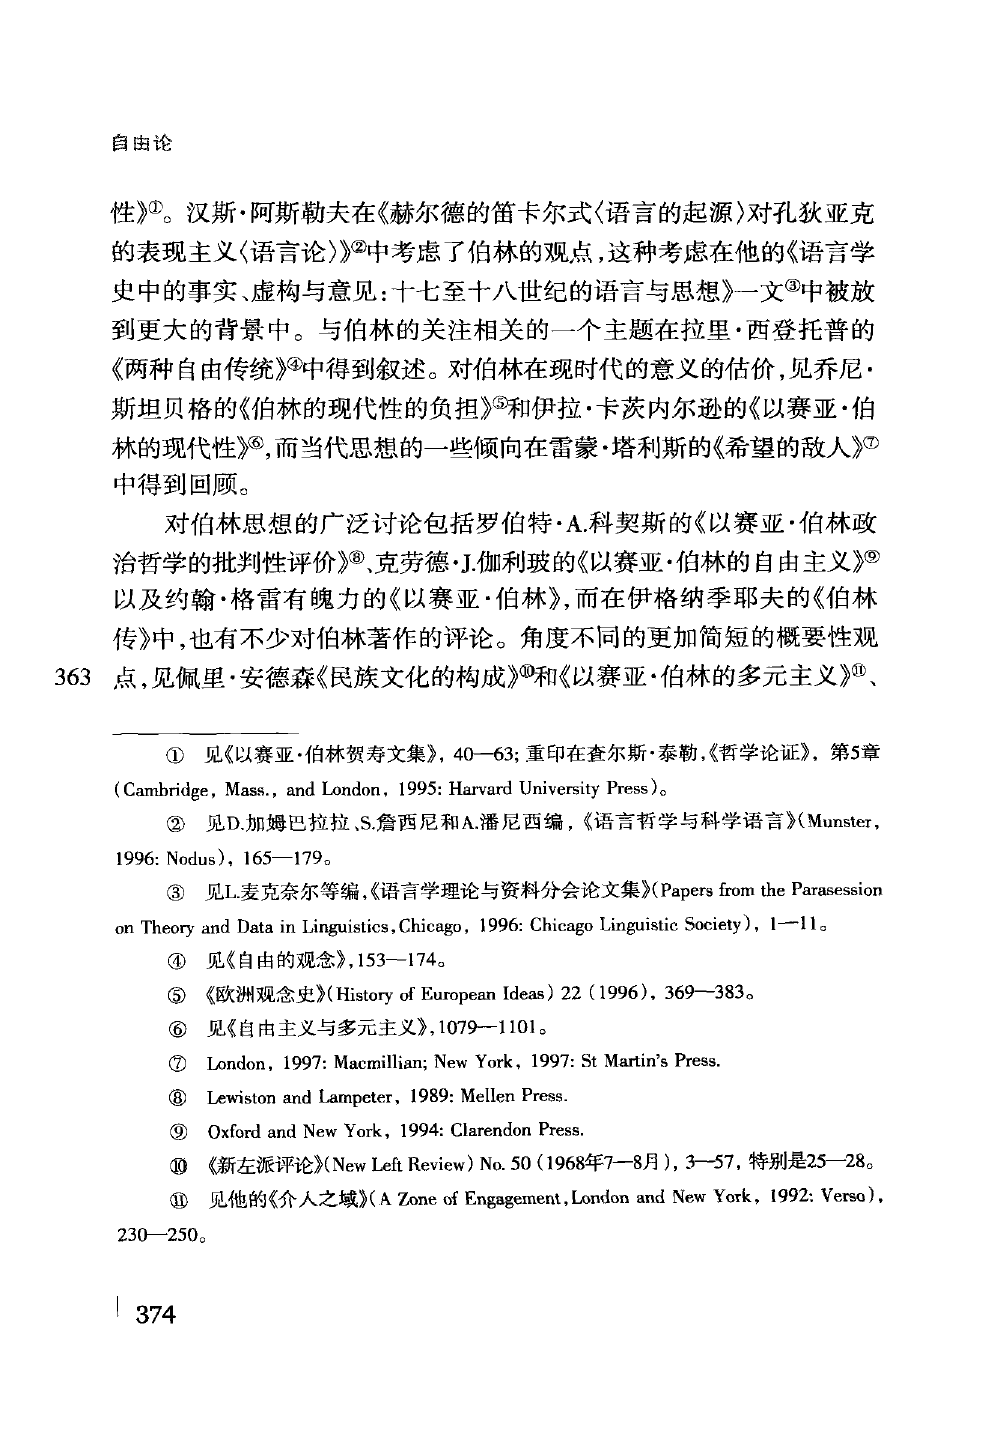 自由论
性》①。汉斯·阿斯勒夫在《赫尔德的笛卡尔式〈语言的起源〉对孔狄亚克
的表现主义〈语言论〉》②中考虑了伯林的观点,这种考虑在他的《语言学
史中的事实、虚构与意见:十七至十八世纪的语言与思想》一文③中被放
到更大的背景中。与伯林的关注相关的一个主题在拉里·西登托普的
《两种自由传统》④中得到叙述。对伯林在现时代的意义的估价,见乔尼·
斯坦贝格的《伯林的现代性的负担》⑤和伊拉·卡茨内尔逊的《以赛亚·伯
林的现代性》⑥,而当代思想的一些倾向在雷蒙·塔利斯的《希望的敌人》⑦
中得到回顾。
对伯林思想的广泛讨论包括罗伯特·A.科契斯的《以赛亚·伯林政
治哲学的批判性评价》⑧、克劳德·J.伽利玻的《以赛亚·伯林的自由主义》⑨
以及约翰·格雷有魄力的《以赛亚·伯林》,而在伊格纳季耶夫的《伯林
传》中,也有不少对伯林著作的评论。角度不同的更加简短的概要性观
363 点,见佩里·安德森《民族文化的构成》⑩和《以赛亚·伯林的多元主义》⑪、
① 见《以赛亚·伯林贺寿文集》, 40—63; 重印在查尔斯·泰勒,《哲学论证》, 第5章
(Cambridge, Mass., and London, 1995: Harvard University Press)。
② 见D.加姆巴拉拉、S.詹西尼和A.潘尼西编, 《语言哲学与科学语言》(Munster,
1996: Nodus), 165—179。
③ 见L.麦克奈尔等编,《语言学理论与资料分会论文集》(Papers from the Parasession
on Theory and Data in Linguistics,Chicago, 1996: Chicago Linguistic Society), 1—11。
④ 见《自由的观念》,153—174。
⑤ 《欧洲观念史》(History of European Ideas) 22 (1996), 369—383。
⑥ 见《自由主义与多元主义》,1079—1101。
⑦ London, 1997: Macmillian; New York, 1997: St Martin's Press.
⑧ Lewiston and Lampeter, 1989: Mellen Press.
⑨ Oxford and New York, 1994: Clarendon Press.
⑩ 《新左派评论》(New Left Review) No. 50 (1968年7—8月), 3—57, 特别是25—28。
⑪ 见他的《介入之域》(A Zone of Engagement,London and New York, 1992: Verso),
230—250。
374